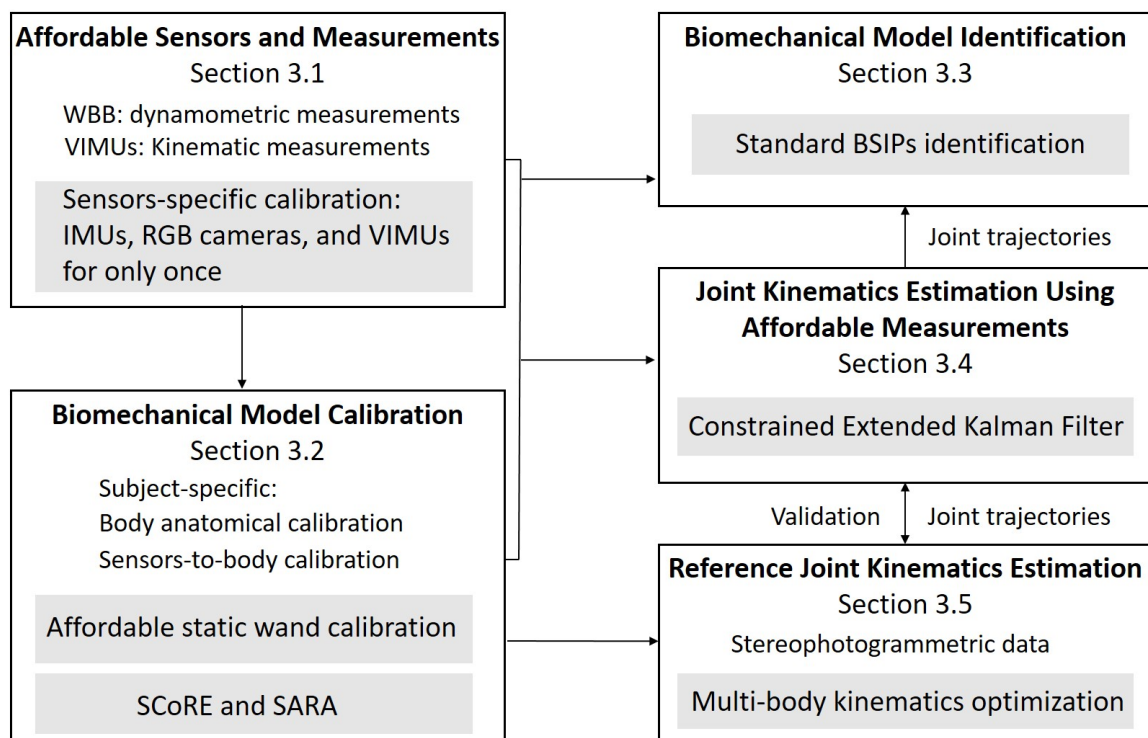 Affordable Sensors and Measurements
Section 3.1
WBB: dynamometric measurements
VIMUs: Kinematic measurements
Sensors-specific calibration:
IMUs, RGB cameras, and VIMUs
for only once
Biomechanical Model Calibration
Section 3.2
Subject-specific:
Body anatomical calibration
Sensors-to-body calibration
Affordable static wand calibration
SCoRE and SARA
Biomechanical Model Identification
Section 3.3
Standard BSIPs identification
Joint trajectories
Joint Kinematics Estimation Using
Affordable Measurements
Section 3.4
Constrained Extended Kalman Filter
Validation
Joint trajectories
Reference Joint Kinematics Estimation
Section 3.5
Stereophotogrammetric data
Multi-body kinematics optimization